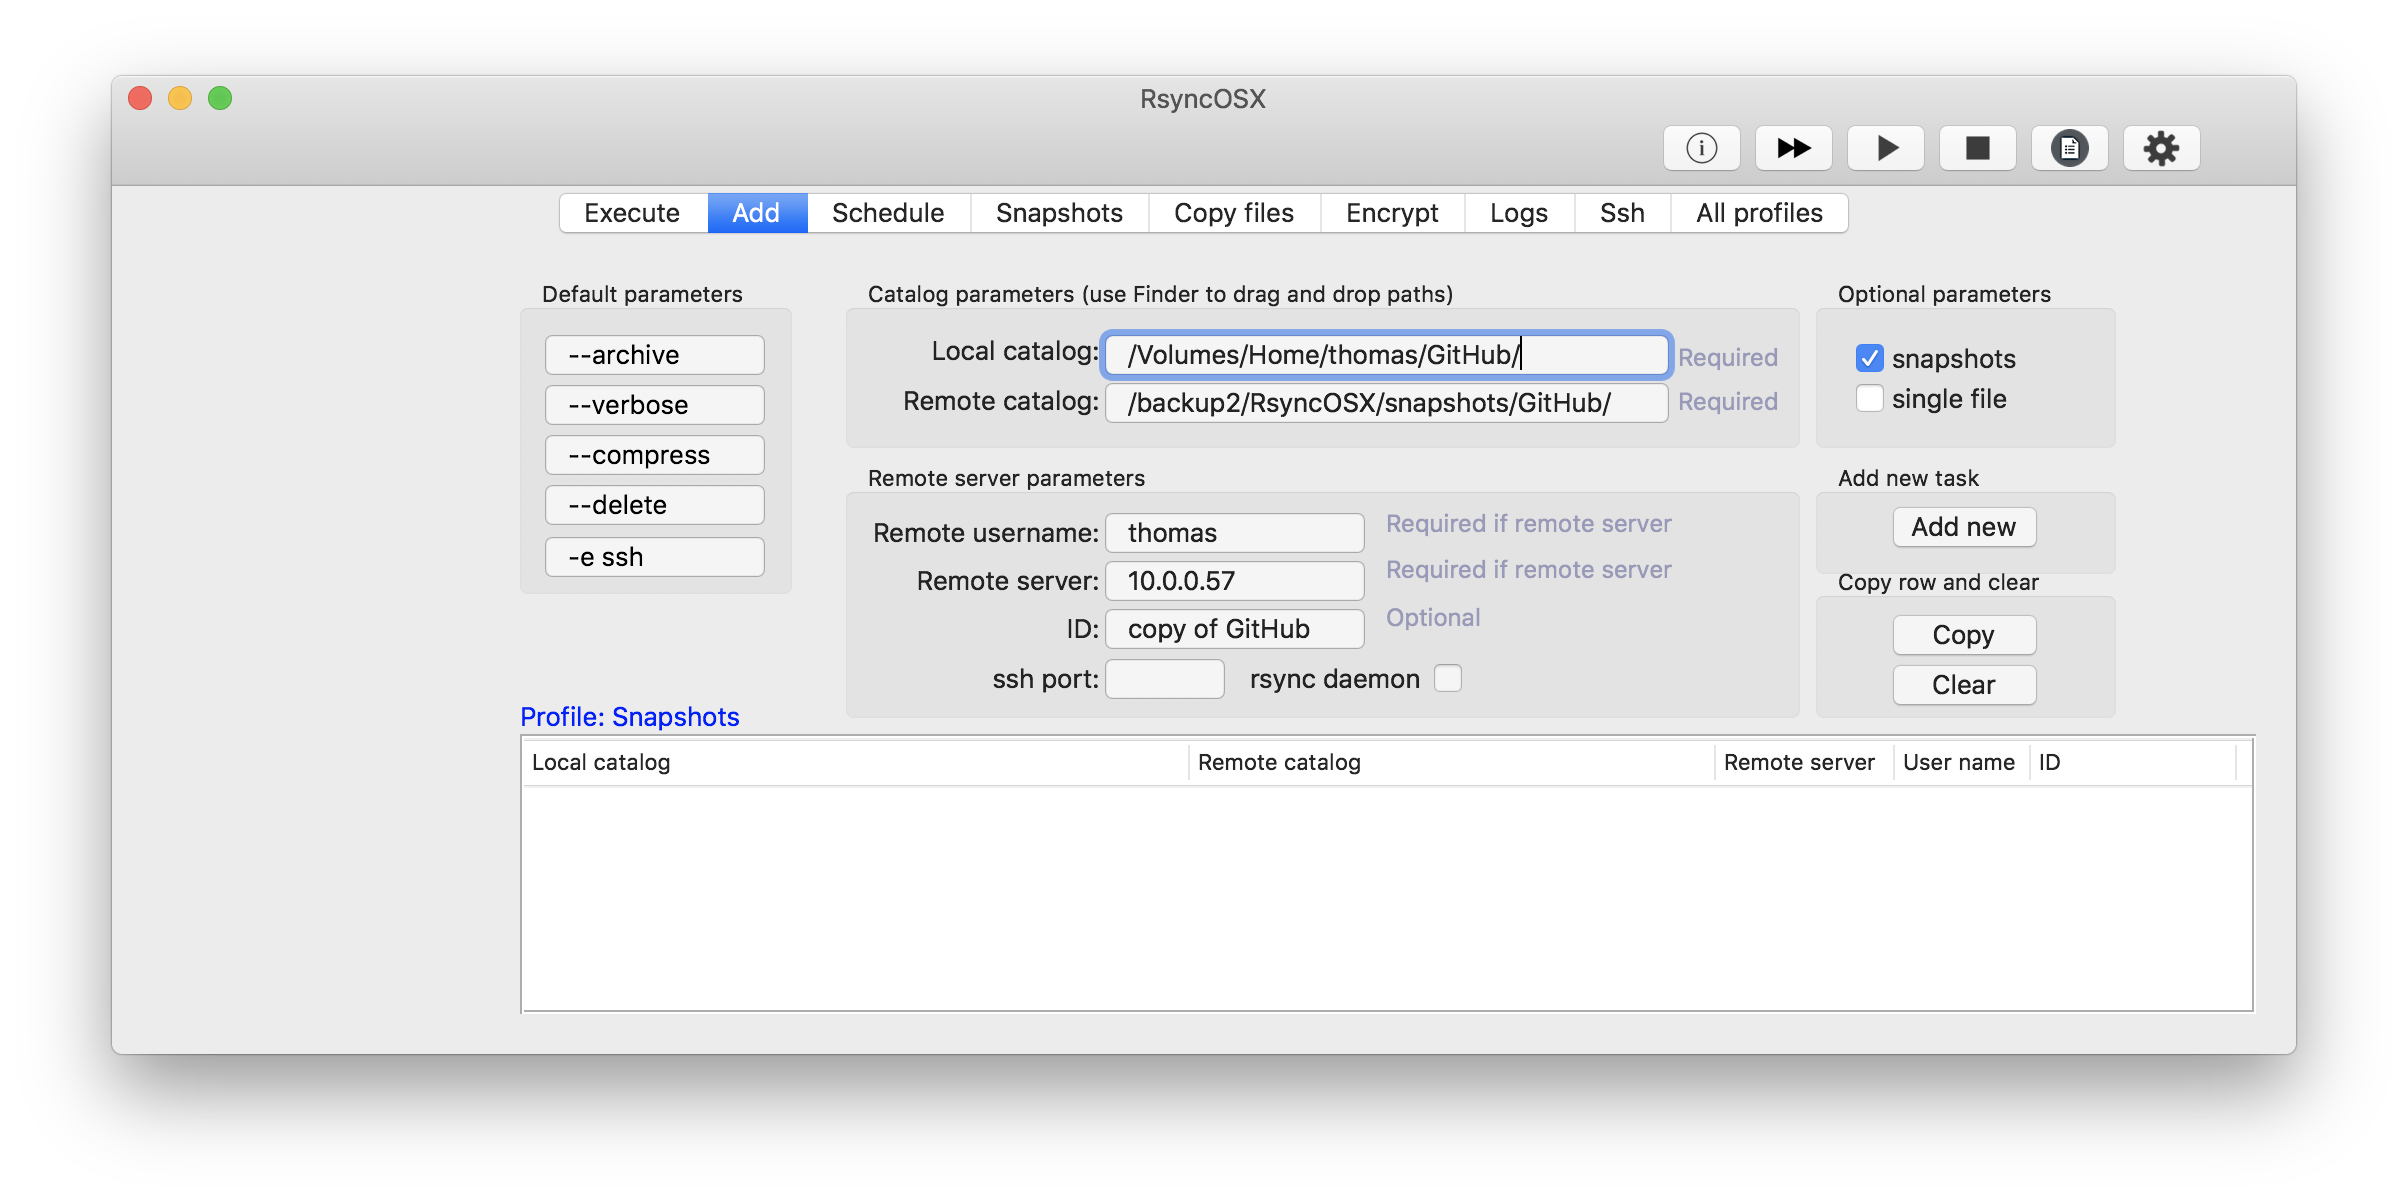 RsyncOSX
Execute Add Schedule Snapshots Copy files Encrypt Logs Ssh All profiles
Default parameters
--archive
--verbose
--compress
--delete
-e ssh
Catalog parameters (use Finder to drag and drop paths)
Local catalog: /Volumes/Home/thomas/GitHub/ Required
Remote catalog: /backup2/RsyncOSX/snapshots/GitHub/ Required
Optional parameters
snapshots
single file
Remote server parameters
Remote username: thomas Required if remote server
Remote server: 10.0.0.57 Required if remote server
ID: copy of GitHub Optional
ssh port: rsync daemon
Add new task
Add new
Copy row and clear
Copy
Clear
Profile: Snapshots
Local catalog Remote catalog Remote server User name ID